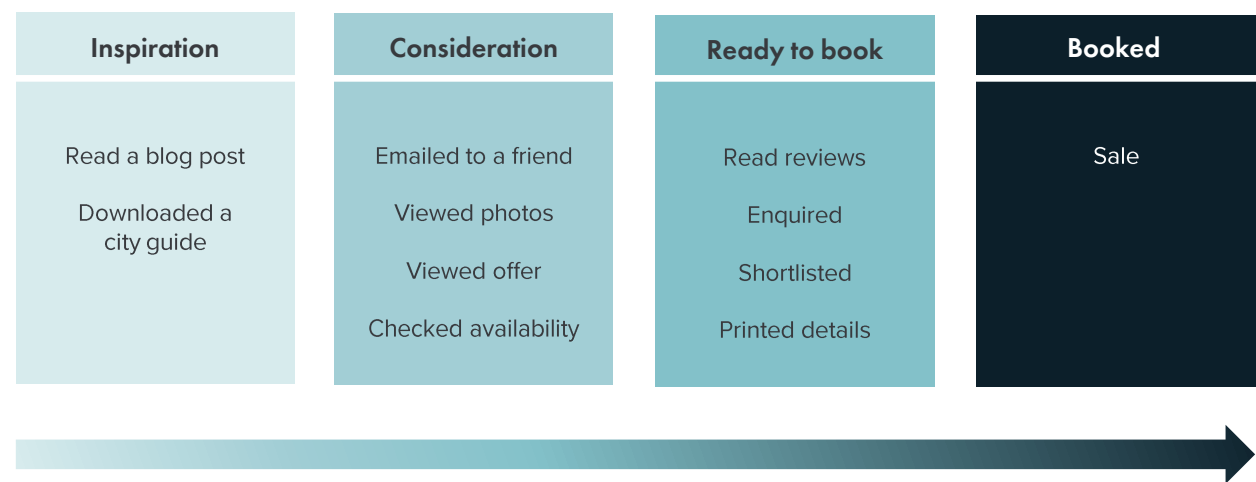 Inspiration
Read a blog post
Downloaded a
city guide
Consideration
Emailed to a friend
Viewed photos
Viewed offer
Checked availability
Ready to book
Read reviews
Enquired
Shortlisted
Printed details
Booked
Sale